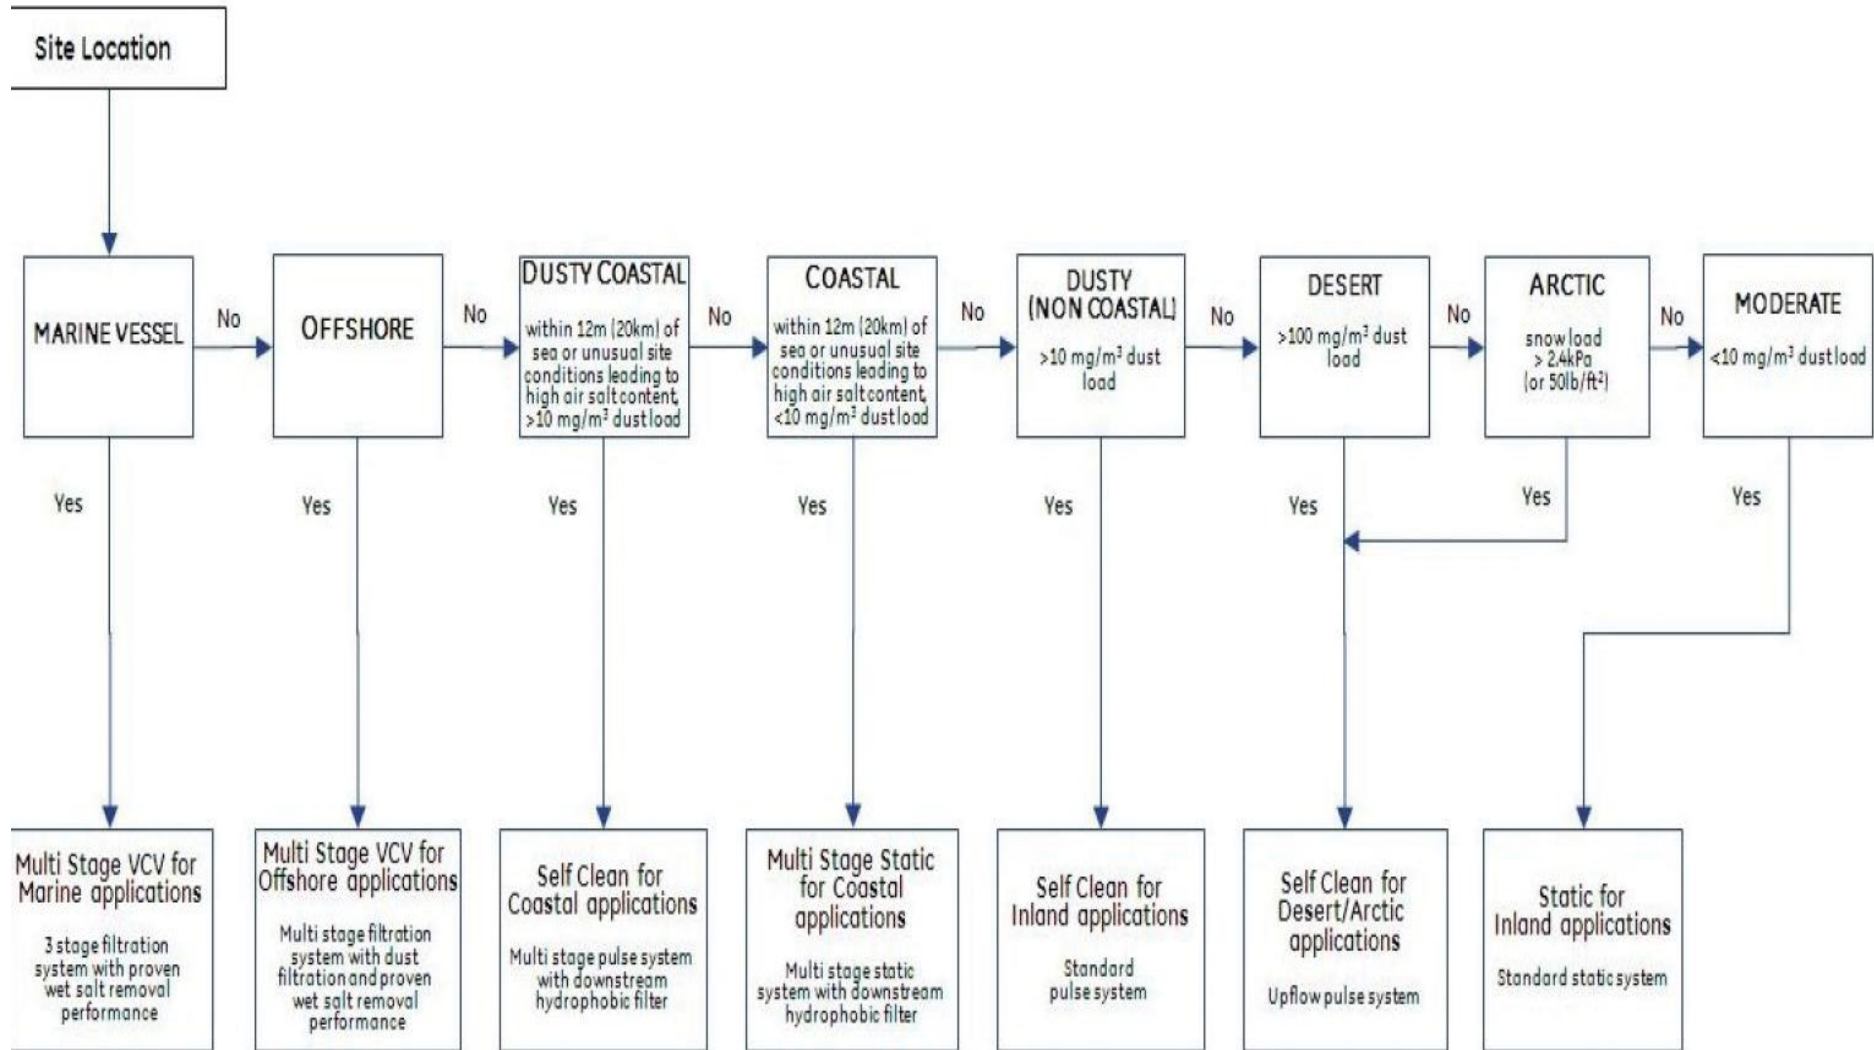 Site Location
MARINE VESSEL
No
OFFSHORE
No
DUSTY COASTAL
within 12m (20km) of
sea or unusual site
conditions leading to
high air salt content,
>10 mg/m³ dust load
No
COASTAL
within 12m (20km) of
sea or unusual site
conditions leading to
high air salt content,
<10 mg/m³ dust load
No
DUSTY
(NON COASTAL)
>10 mg/m³ dust
load
No
DESERT
>100 mg/m³ dust
load
No
ARCTIC
snow load
> 2.4kPa
(or 50lb/ft²)
No
MODERATE
<10 mg/m³ dust load
Yes
Yes
Yes
Yes
Yes
Yes
Yes
Yes
Multi Stage VCV for
Marine applications
3 stage filtration
system with proven
wet salt removal
performance
Multi Stage VCV for
Offshore applications
Multi stage filtration
system with dust
filtration and proven
wet salt removal
performance
Self Clean for
Coastal applications
Multi stage pulse system
with downstream
hydrophobic filter
Multi Stage Static
for Coastal
applications
Multi stage static
system with downstream
hydrophobic filter
Self Clean for
Inland applications
Standard
pulse system
Self Clean for
Desert/Arctic
applications
Upflow pulse system
Static for
Inland applications
Standard static system